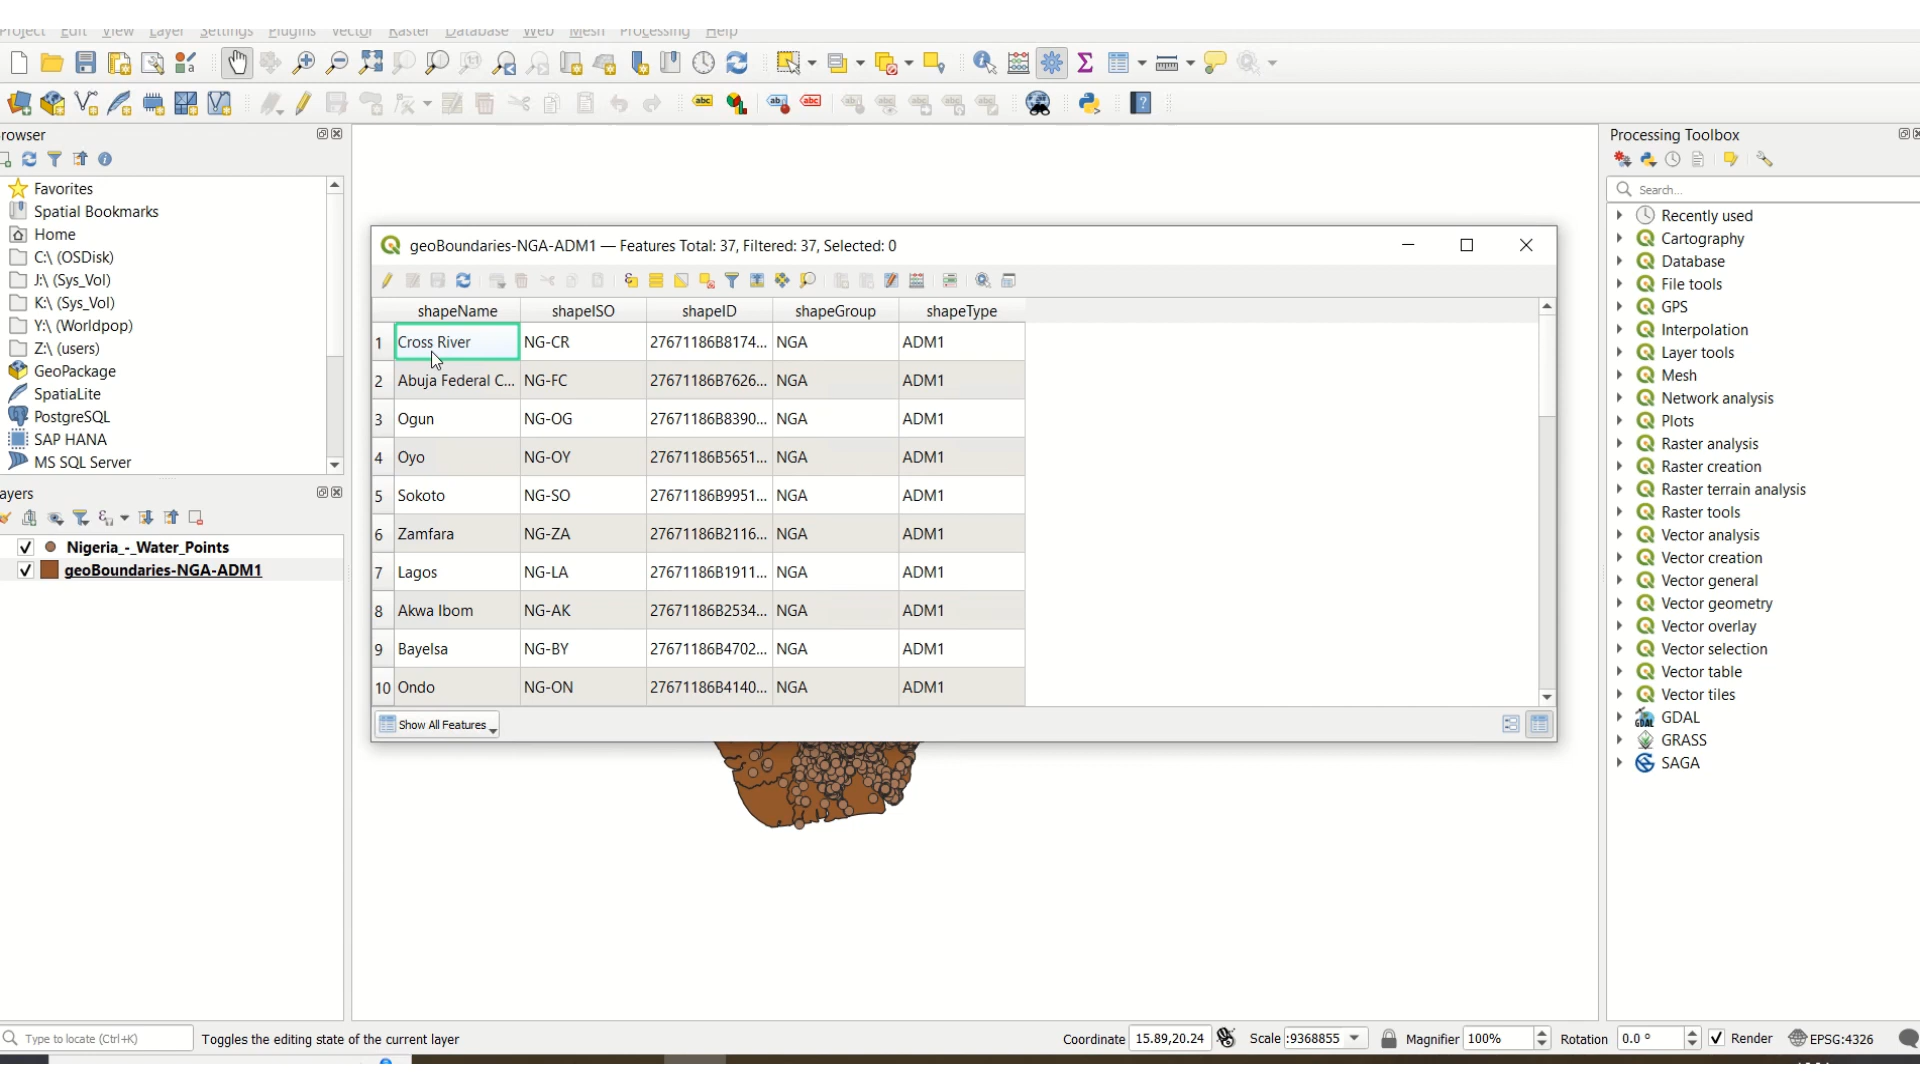 Project Edit View Layer Settings Plugins Vector Raster Database Web Mesh Processing Help
rowser
Favorites
Spatial Bookmarks
Home
C:\ (OSDisk)
J:\ (Sys_Vol)
K:\ (Sys_Vol)
Y:\ (Worldpop)
Z:\ (users)
GeoPackage
SpatiaLite
PostgreSQL
SAP HANA
MS SQL Server
ayers
Nigeria_-_Water_Points
geoBoundaries-NGA-ADM1
geoBoundaries-NGA-ADM1 — Features Total: 37, Filtered: 37, Selected: 0
shapeName shapeISO shapeID shapeGroup shapeType
1 Cross River NG-CR 27671186B8174... NGA ADM1
2 Abuja Federal C... NG-FC 27671186B7626... NGA ADM1
3 Ogun NG-OG 27671186B8390... NGA ADM1
4 Oyo NG-OY 27671186B5651... NGA ADM1
5 Sokoto NG-SO 27671186B9951... NGA ADM1
6 Zamfara NG-ZA 27671186B2116... NGA ADM1
7 Lagos NG-LA 27671186B1911... NGA ADM1
8 Akwa Ibom NG-AK 27671186B2534... NGA ADM1
9 Bayelsa NG-BY 27671186B4702... NGA ADM1
10 Ondo NG-ON 27671186B4140... NGA ADM1
Show All Features
Processing Toolbox
Search...
Recently used
Cartography
Database
File tools
GPS
Interpolation
Layer tools
Mesh
Network analysis
Plots
Raster analysis
Raster creation
Raster terrain analysis
Raster tools
Vector analysis
Vector creation
Vector general
Vector geometry
Vector overlay
Vector selection
Vector table
Vector tiles
GDAL
GRASS
SAGA
Type to locate (Ctrl+K) Toggles the editing state of the current layer Coordinate 15.89,20.24 Scale :9368855 Magnifier 100% Rotation 0.0 ° Render EPSG:4326